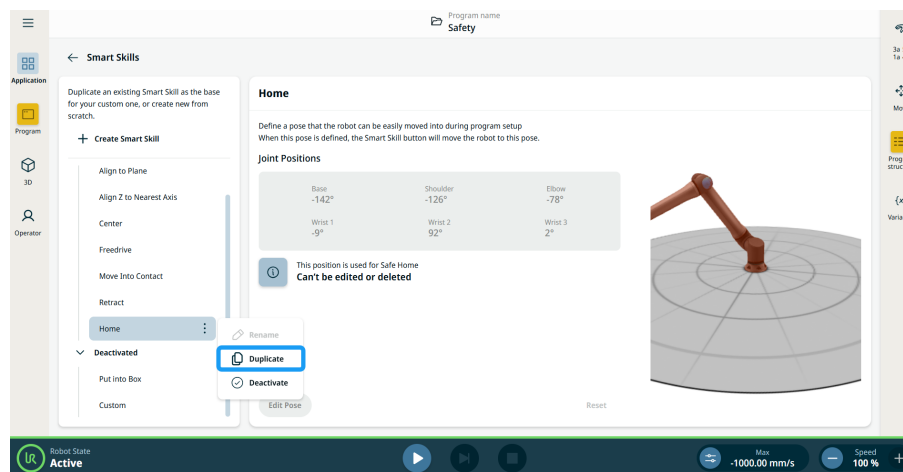 Program name
Safety
Smart Skills
Application
Program
3D
Operator
Duplicate an existing Smart Skill as the base
for your custom one, or create new from
scratch.
Create Smart Skill
Align to Plane
Align Z to Nearest Axis
Center
Freedrive
Move Into Contact
Retract
Home
Deactivated
Put into Box
Custom
Rename
Duplicate
Deactivate
Home
Define a pose that the robot can be easily moved into during program setup
When this pose is defined, the Smart Skill button will move the robot to this pose.
Joint Positions
Base Shoulder Elbow
-142° -126° -78°
Wrist 1 Wrist 2 Wrist 3
-9° 92° 2°
This position is used for Safe Home
Can't be edited or deleted
Edit Pose
Reset
3a
1a
Mo
Prog
struc
{x
Varia
Robot State
Active
Max
-1000.00 mm/s
Speed
100 %